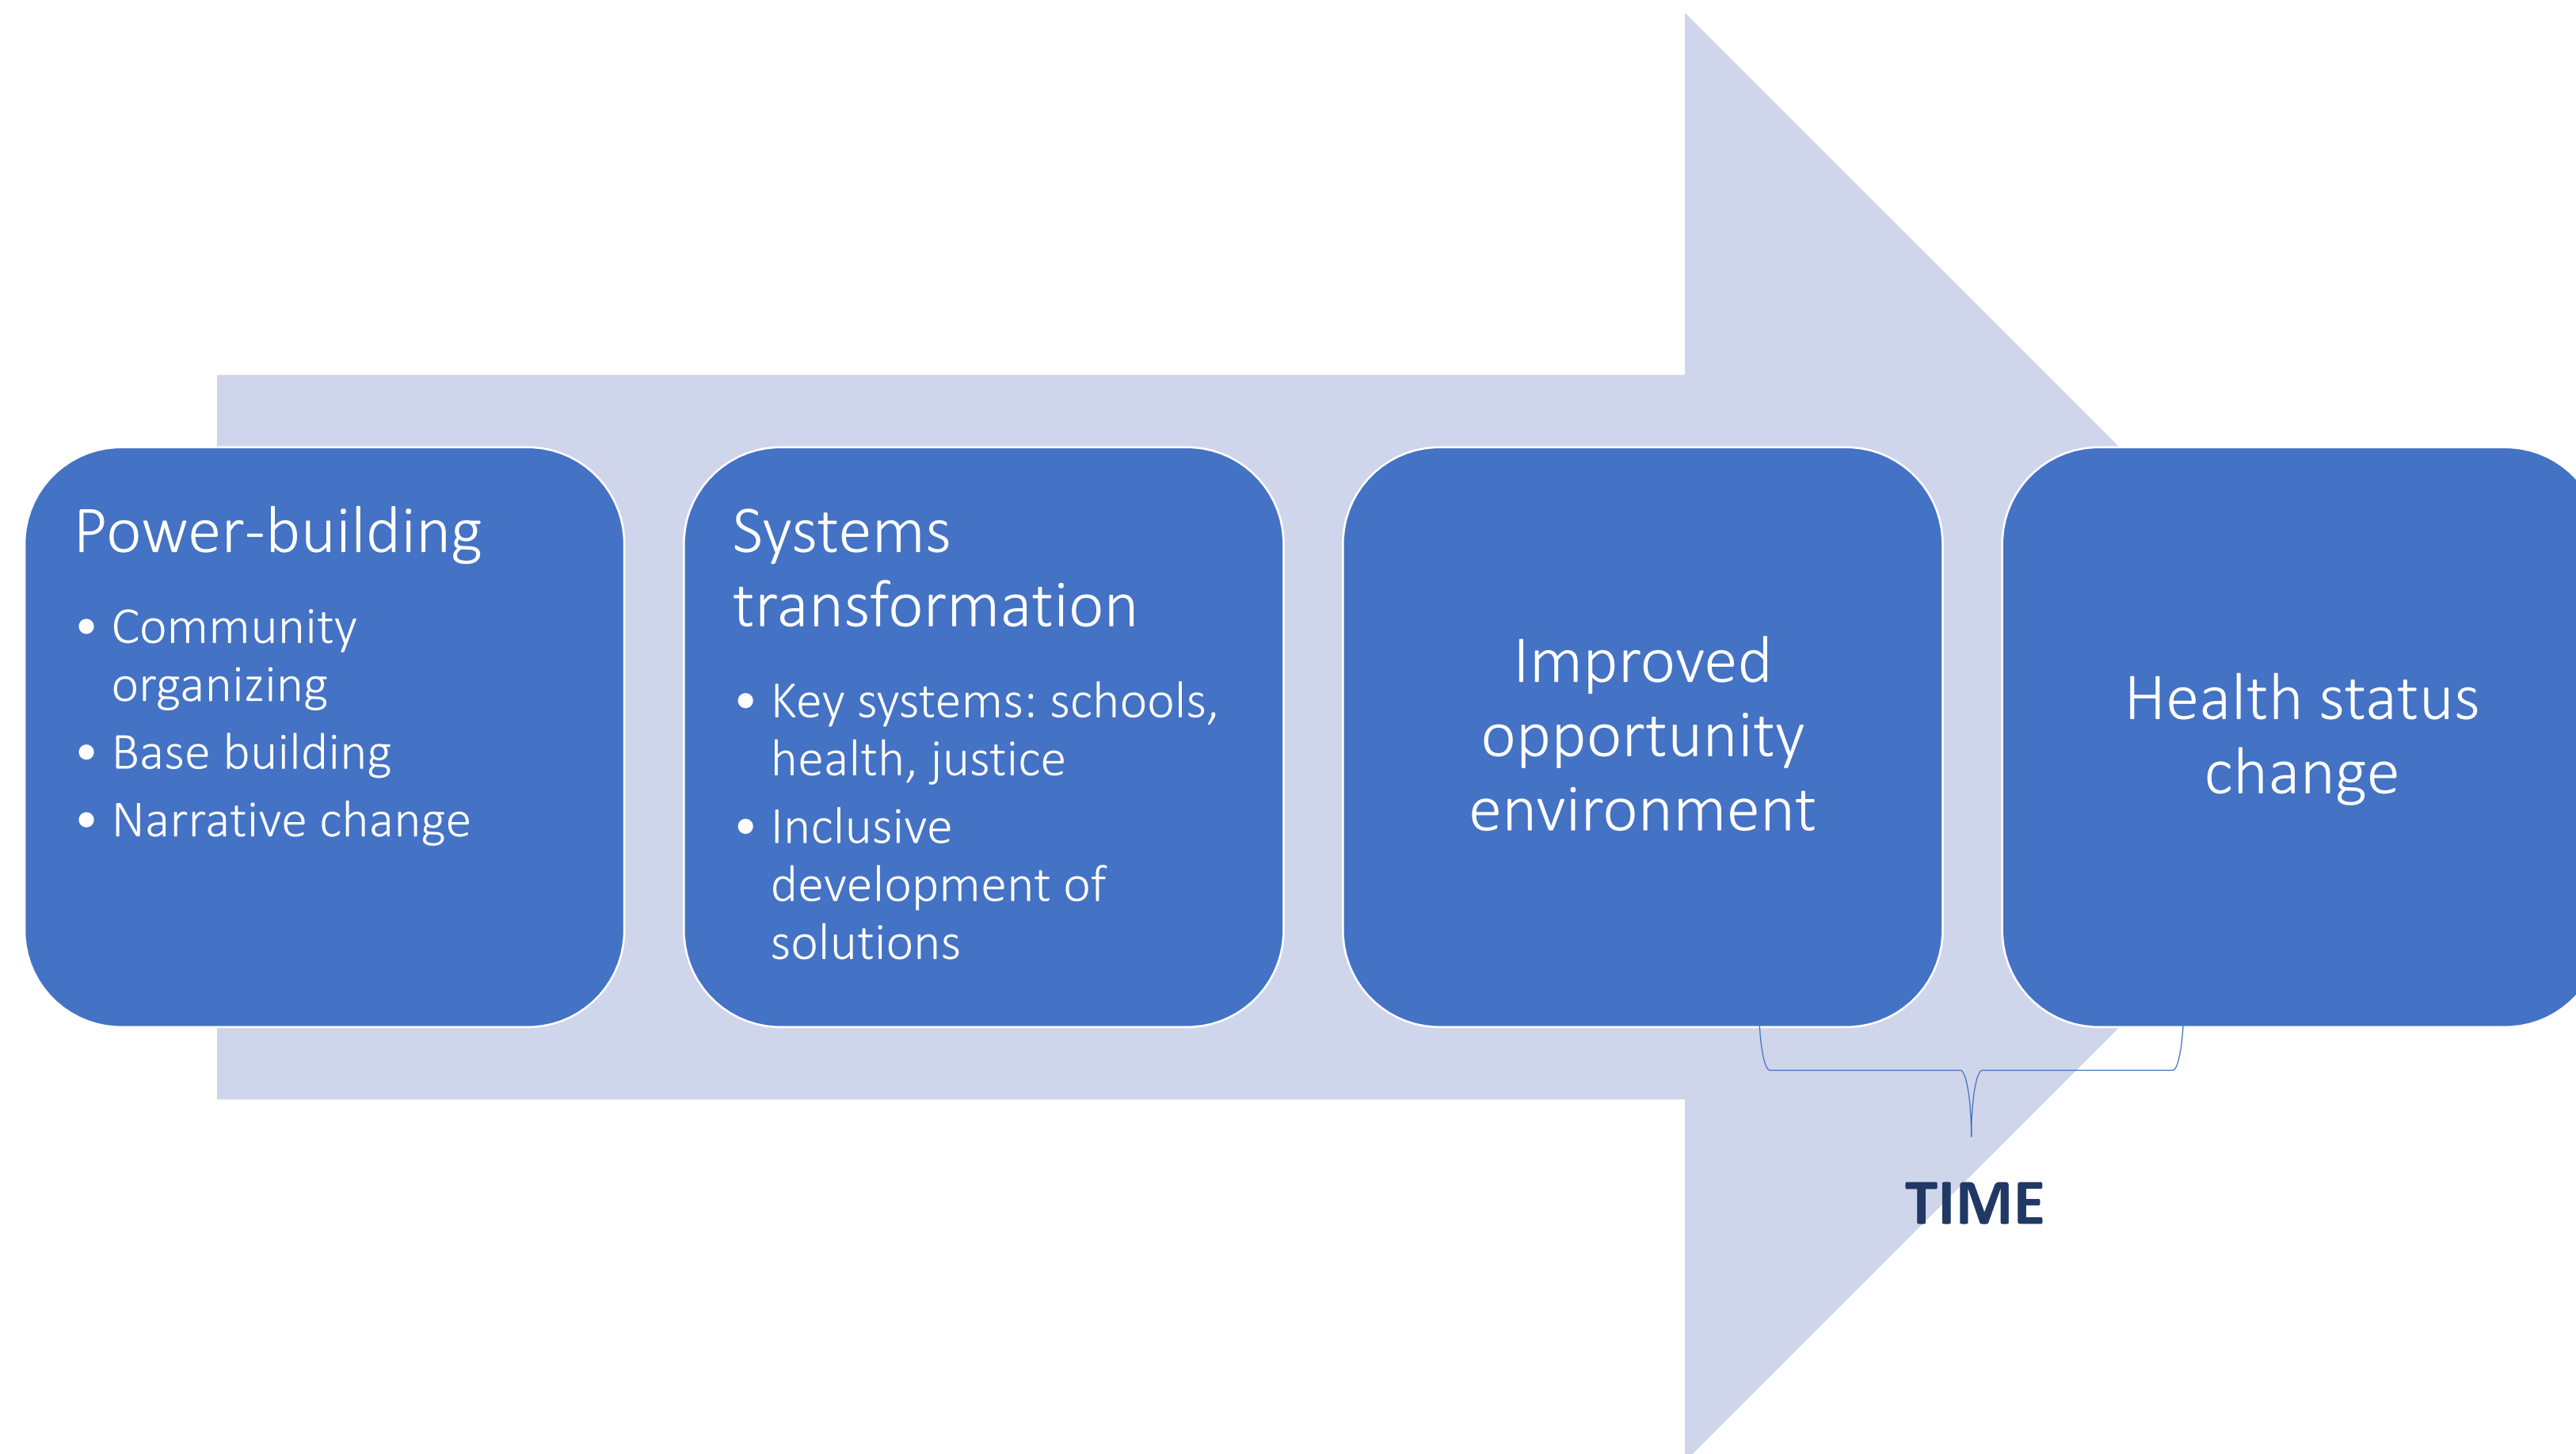 Power-building
• Community
organizing
• Base building
• Narrative change
Systems
transformation
• Key systems: schools,
health, justice
• Inclusive
development of
solutions
Improved
opportunity
environment
Health status
change
TIME